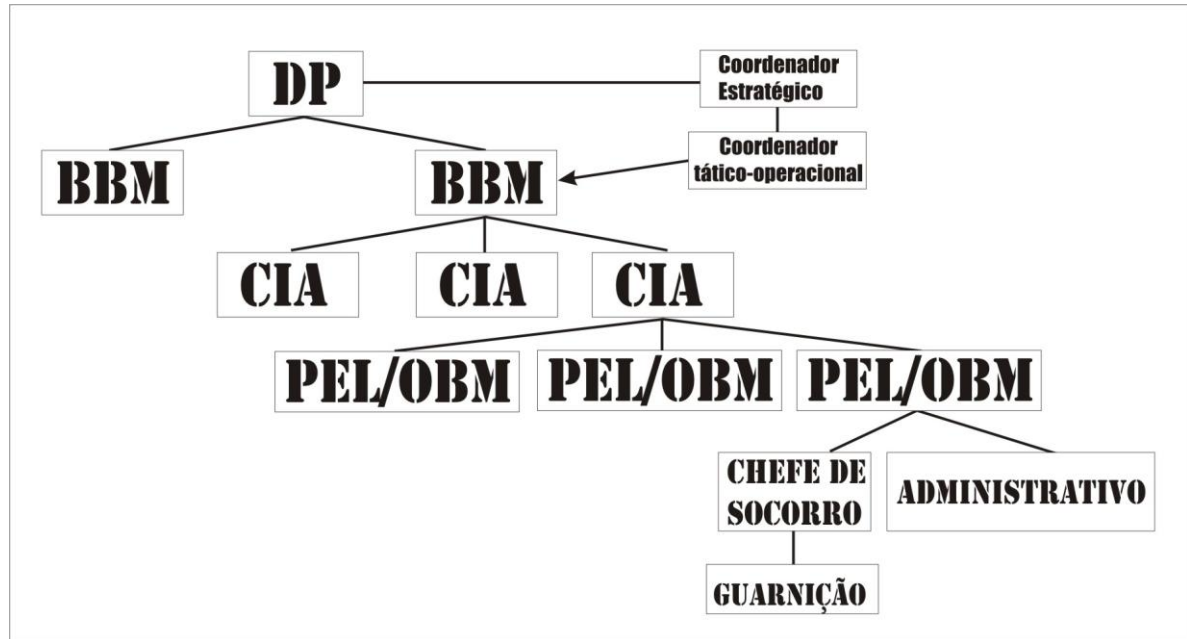 DP
Coordenador
Estratégico
Coordenador
tático-operacional
BBM
BBM
CIA
CIA
CIA
PEL/OBM
PEL/OBM
PEL/OBM
CHEFE DE
SOCORRO
ADMINISTRATIVO
GUARNIÇÃO